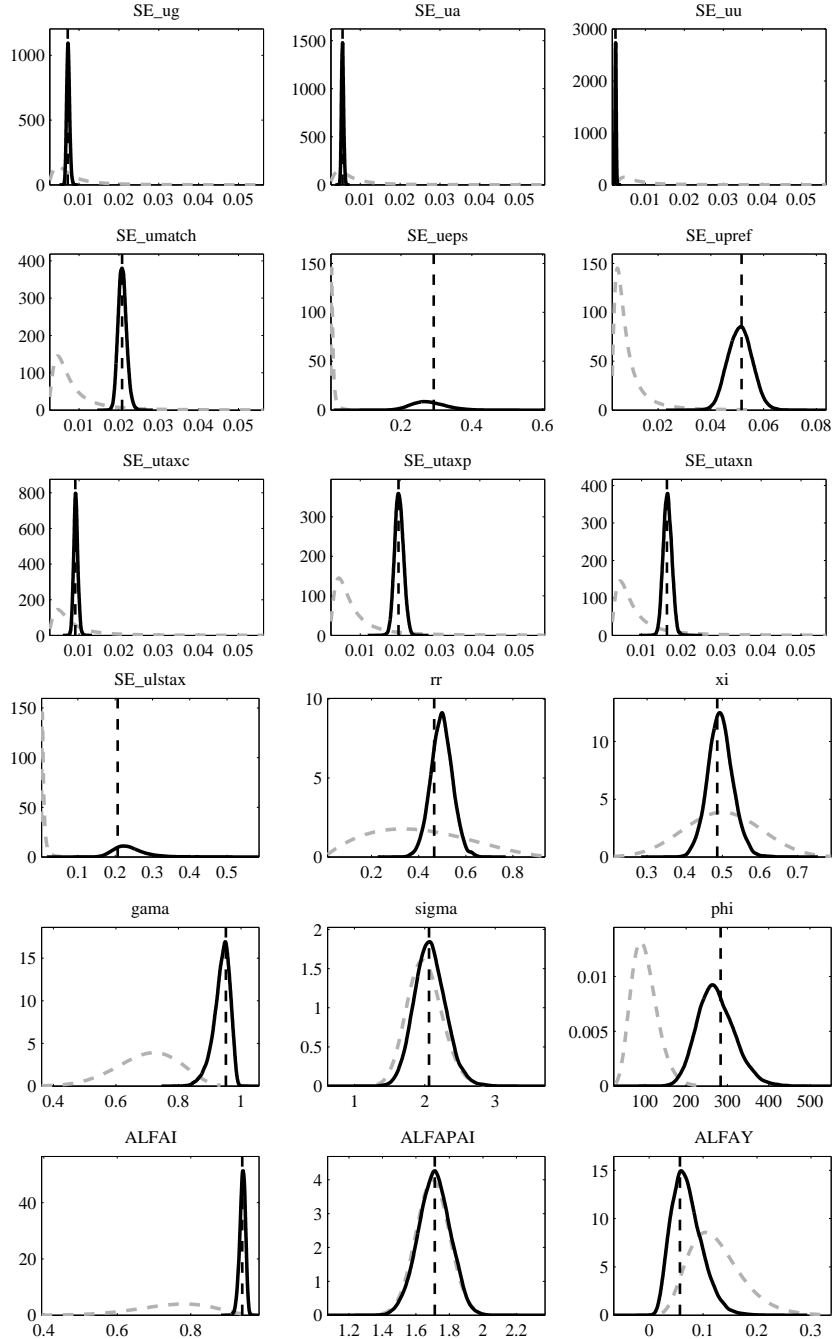 SE_ug SE_ua SE_uu
1000 500 0
0.01 0.02 0.02 0.04 0.05
1500 1000 500 0
0.01 0.02 0.02 0.04 0.05
3000 2000 1000 0
0.01 0.02 0.02 0.04 0.05
SE_umatch SE_ueps SE_upref
400 300 200 100 0
0.01 0.02 0.02 0.04 0.05
150 100 50 0
0.2 0.4 0.6
150 100 50 0
0.02 0.04 0.06 0.08
SE_utaxc SE_utaxp SE_utaxn
800 600 400 200 0
0.01 0.02 0.02 0.04 0.05
300 200 100 0
0.01 0.02 0.02 0.04 0.05
400 300 200 100 0
0.01 0.02 0.02 0.04 0.05
SE_ulstax rr xi
150 100 50 0
0.1 0.2 0.3 0.4 0.5
10 5 0
0.2 0.4 0.6 0.8
10 5 0
0.3 0.4 0.5 0.6 0.7
gama sigma phi
15 10 5 0
0.4 0.6 0.8 1
2 1.5 1 0.5 0
1 2 3
0.01 0.005 0
100 200 300 400 500
ALFAI ALFAPAI ALFAY
40 20 0
0.4 0.6 0.8
4 3 2 1 0
1.2 1.4 1.6 1.8 2 2.2
15 10 5 0
0 0.1 0.2 0.3